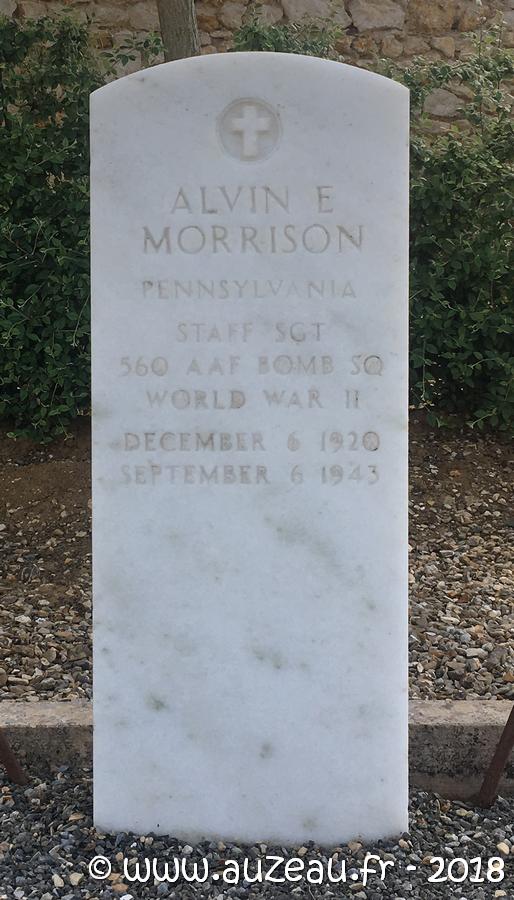 ALVIN E
MORRISON
PENNSYLVANIA
STAFF SGT
560 AAF BOMB SQ
WORLD WAR II
DECEMBER 6 1920
SEPTEMBER 6 1943
© www.auzeau.fr - 2018